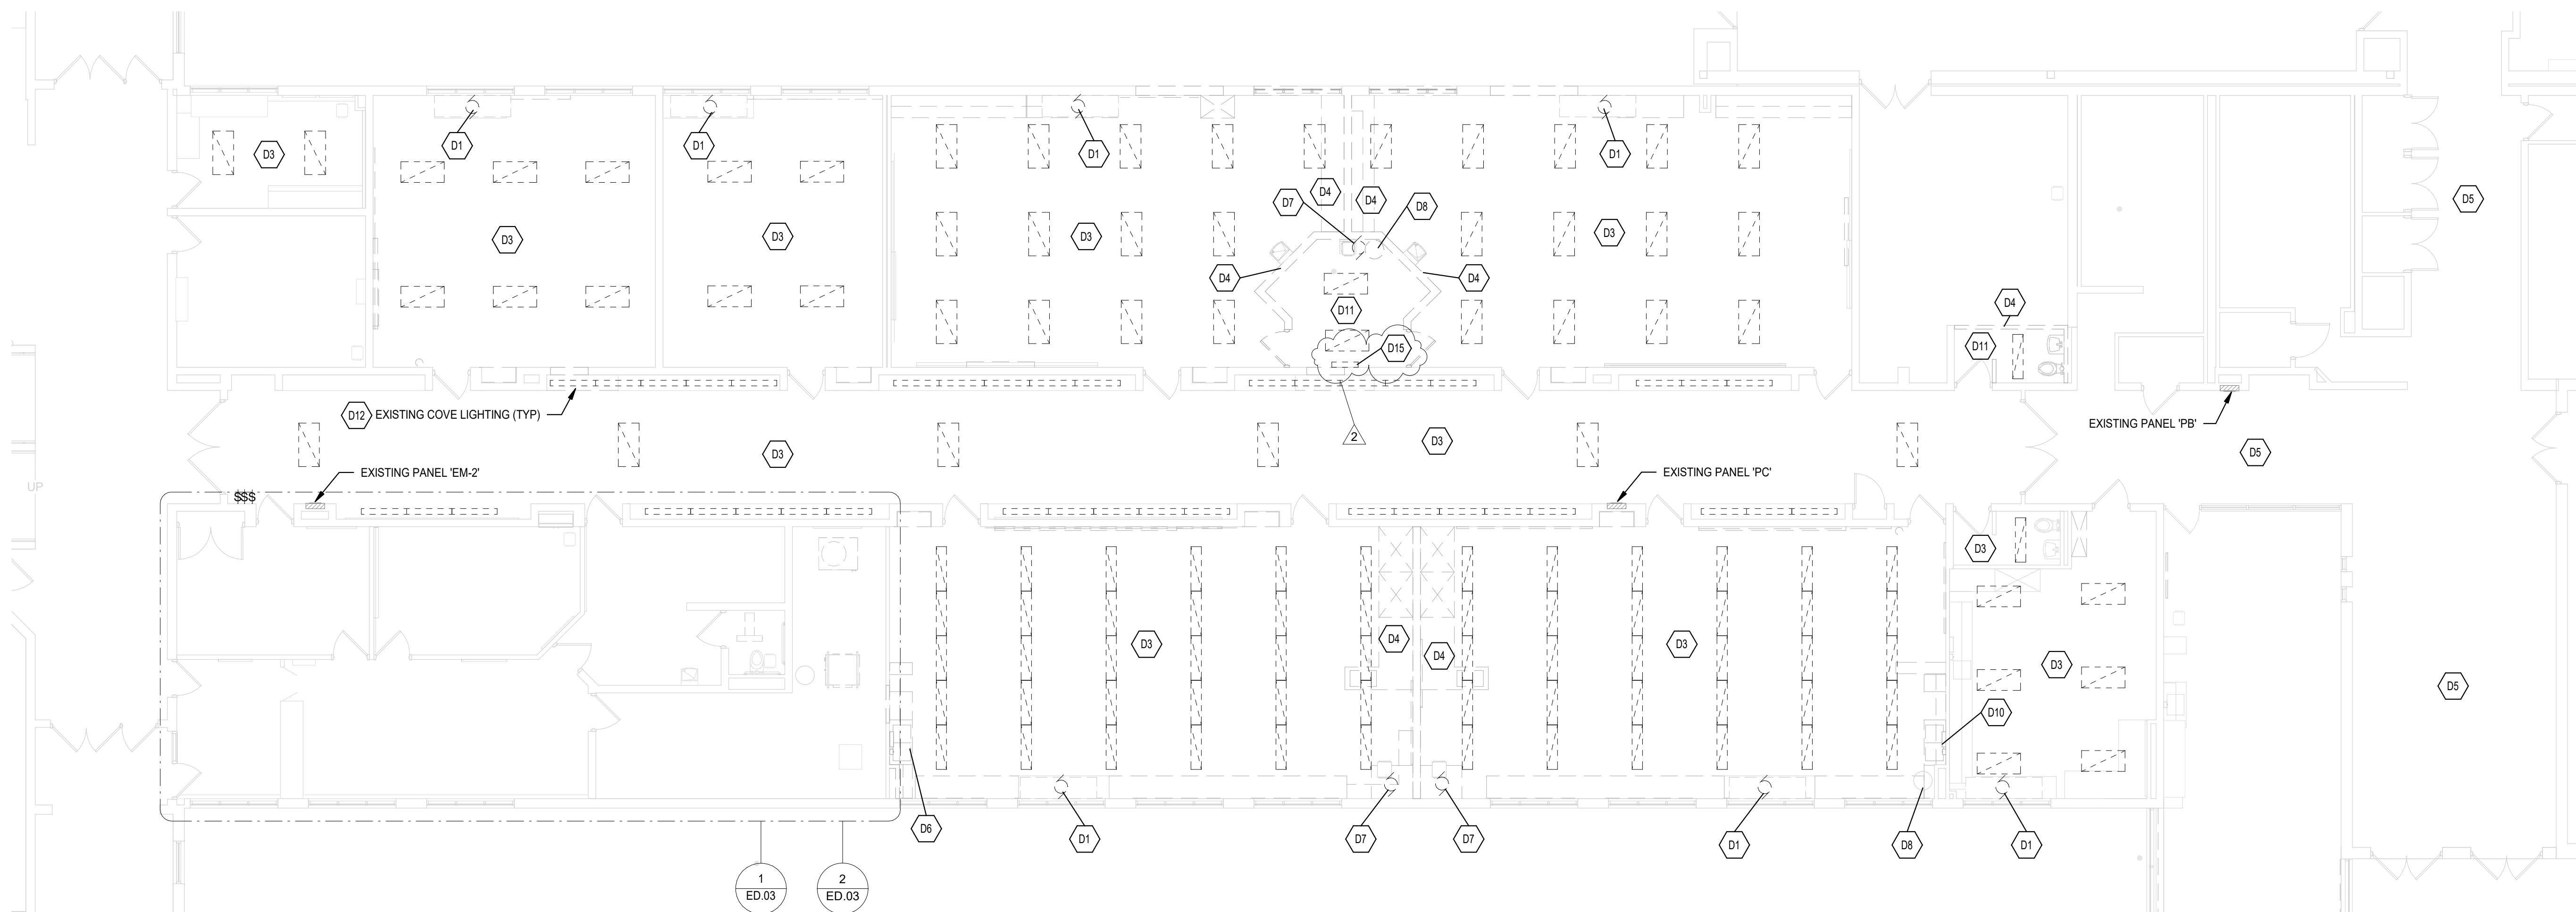 D3
D1
D1
D1
D1
D4
D4
D7
D8
D5
D3
D3
D3
D3
D4
D4
D11
D4
D11
D15
D12 EXISTING COVE LIGHTING (TYP)
EXISTING PANEL 'PB'
2
D3
D3
D5
EXISTING PANEL 'EM-2'
EXISTING PANEL 'PC'
UP
$$$
D3
D3
D4
D3
D4
D3
D5
D10
D6
D1
D7
D7
D1
D8
D1
1
ED.03
2
ED.03